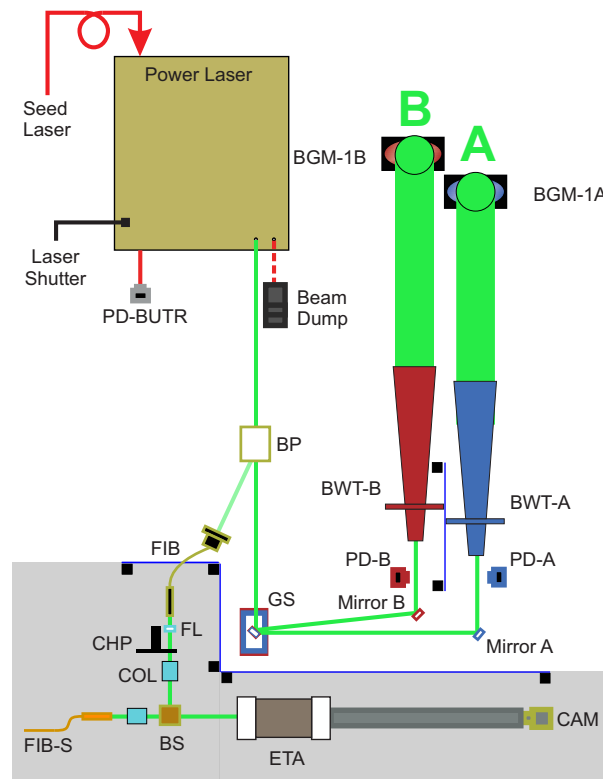 Power Laser
Seed
Laser
B
A
BGM-1B
BGM-1A
Laser
Shutter
PD-BUTR
Beam
Dump
BP
BWT-B
BWT-A
FIB
PD-B
PD-A
GS
Mirror B
FL
CHP
Mirror A
COL
FIB-S
BS
ETA
CAM